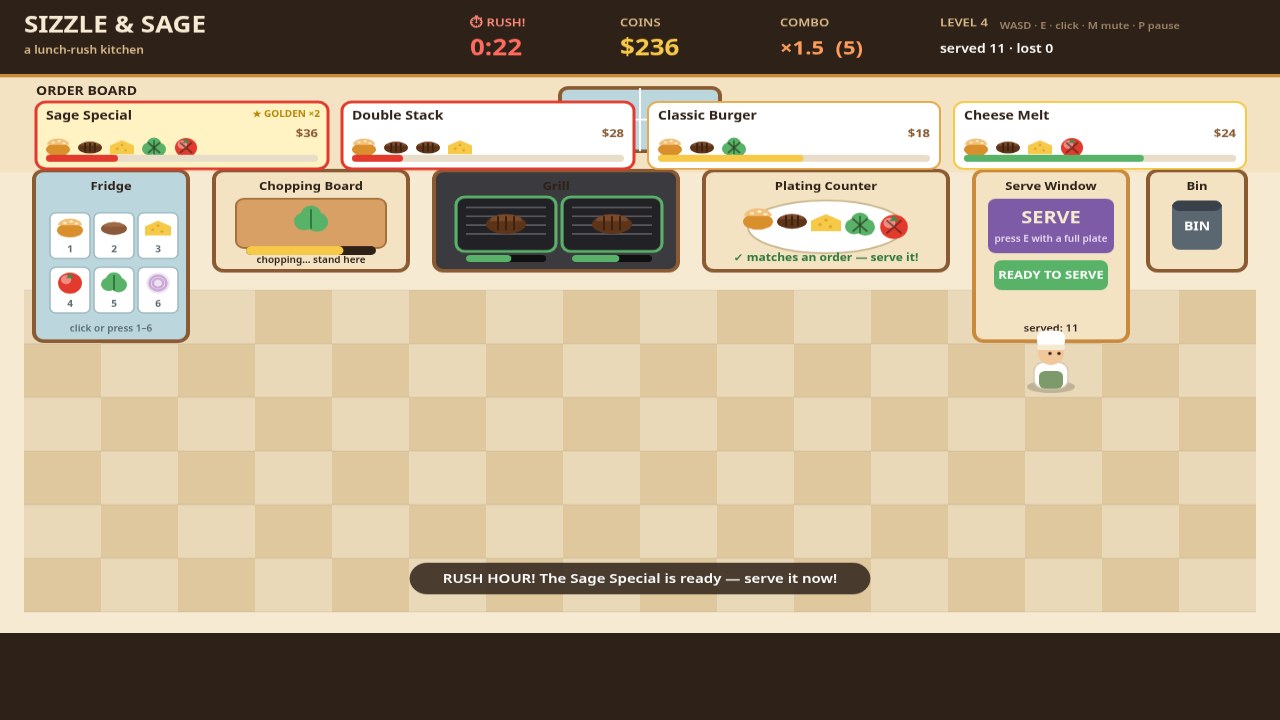 SIZZLE & SAGE
a lunch-rush kitchen
⏱ RUSH!
0:22
COINS
$236
COMBO
×1.5 (5)
LEVEL 4
WASD · E · click · M mute · P pause
served 11 · lost 0
ORDER BOARD
Sage Special
★ GOLDEN ×2
$36
Double Stack
$28
Classic Burger
$18
Cheese Melt
$24
Fridge
1
2
3
4
5
6
click or press 1–6
Chopping Board
chopping... stand here
Grill
Plating Counter
✓ matches an order — serve it!
Serve Window
SERVE
press E with a full plate
READY TO SERVE
served: 11
Bin
BIN
RUSH HOUR! The Sage Special is ready — serve it now!